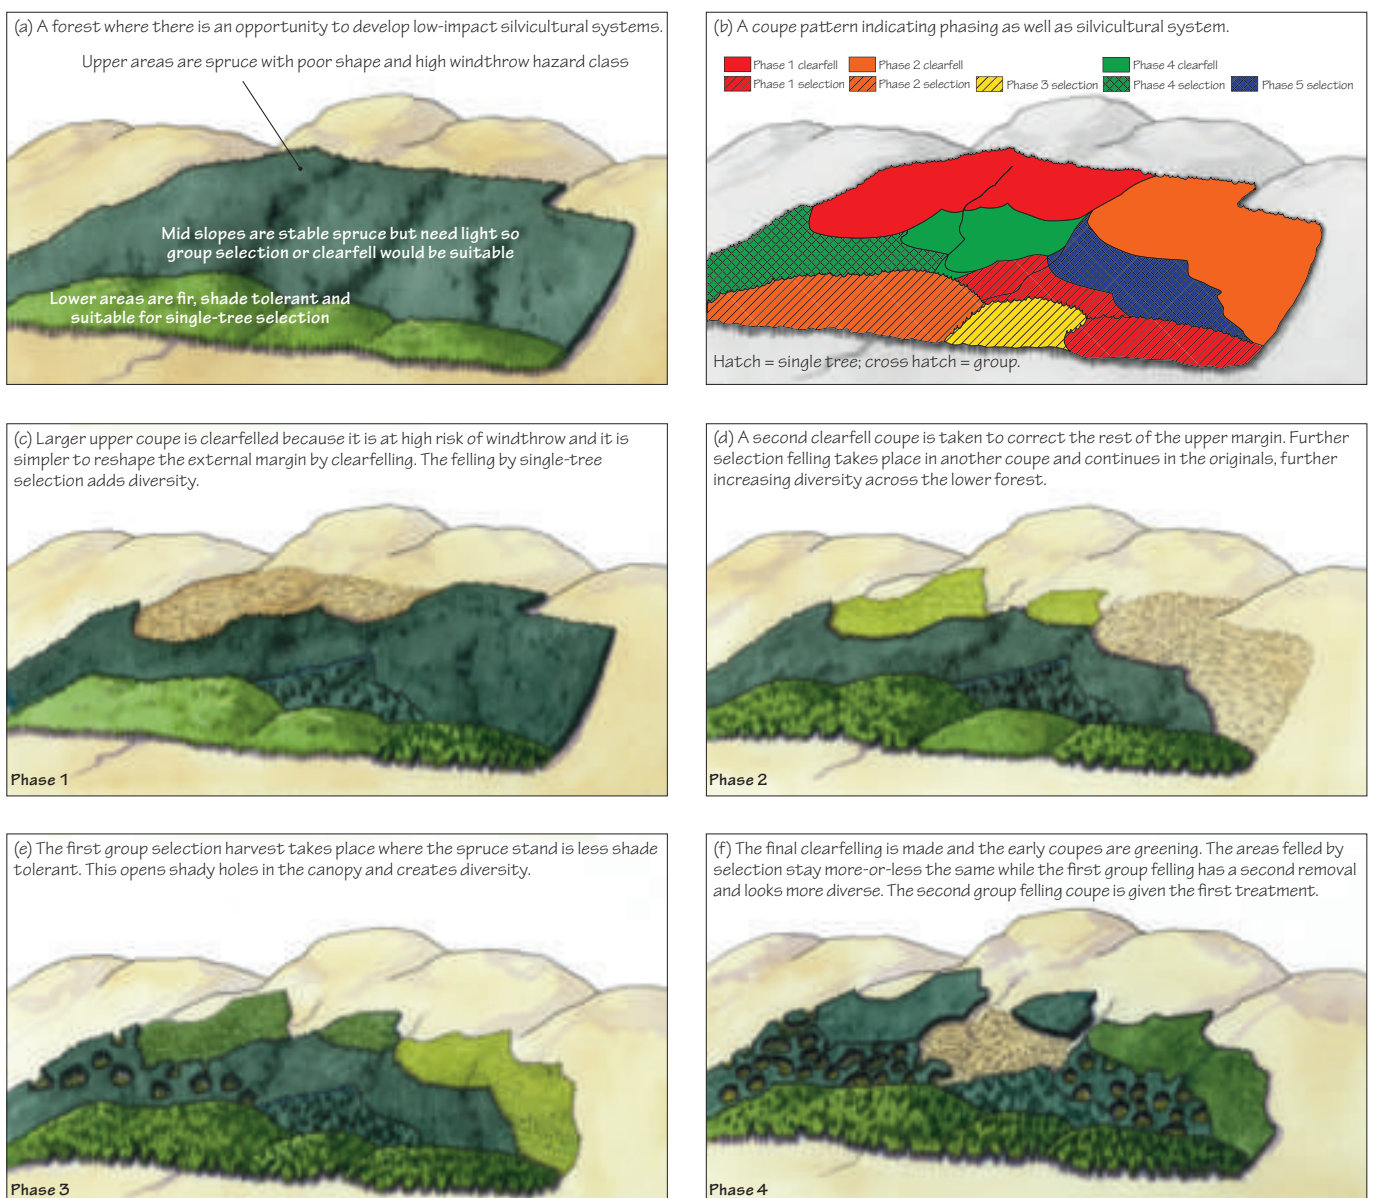 (a) A forest where there is an opportunity to develop low-impact silvicultural systems.
Upper areas are spruce with poor shape and high windthrow hazard class
Mid slopes are stable spruce but need light so
group selection or clearfell would be suitable
Lower areas are fir, shade tolerant and
suitable for single-tree selection
(b) A coupe pattern indicating phasing as well as silvicultural system.
Phase 1 clearfell Phase 2 clearfell Phase 4 clearfell
Phase 1 selection Phase 2 selection Phase 3 selection Phase 4 selection Phase 5 selection
Hatch = single tree; cross hatch = group.
(c) Larger upper coupe is clearfelled because it is at high risk of windthrow and it is
simpler to reshape the external margin by clearfelling. The felling by single-tree
selection adds diversity.
Phase 1
(d) A second clearfell coupe is taken to correct the rest of the upper margin. Further
selection felling takes place in another coupe and continues in the originals, further
increasing diversity across the lower forest.
Phase 2
(e) The first group selection harvest takes place where the spruce stand is less shade
tolerant. This opens shady holes in the canopy and creates diversity.
Phase 3
(f) The final clearfelling is made and the early coupes are greening. The areas felled by
selection stay more-or-less the same while the first group felling has a second removal
and looks more diverse. The second group felling coupe is given the first treatment.
Phase 4